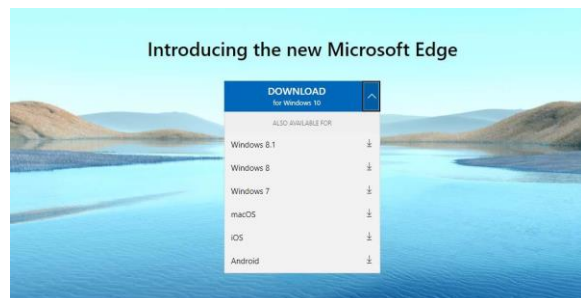 Introducing the new Microsoft Edge
DOWNLOAD
for Windows 10
ALSO AVAILABLE FOR
Windows 8.1
Windows 8
Windows 7
macOS
iOS
Android